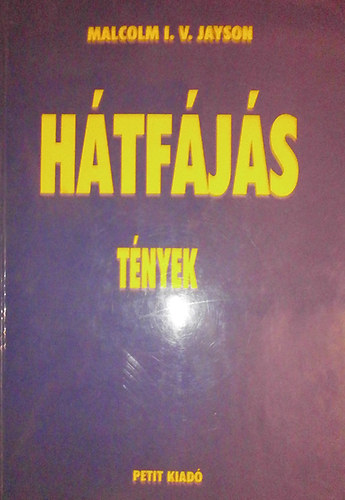 MALCOLM I. V. JAYSON
HÁTFÁJÁS
TÉNYEK
PETIT KIADÓ